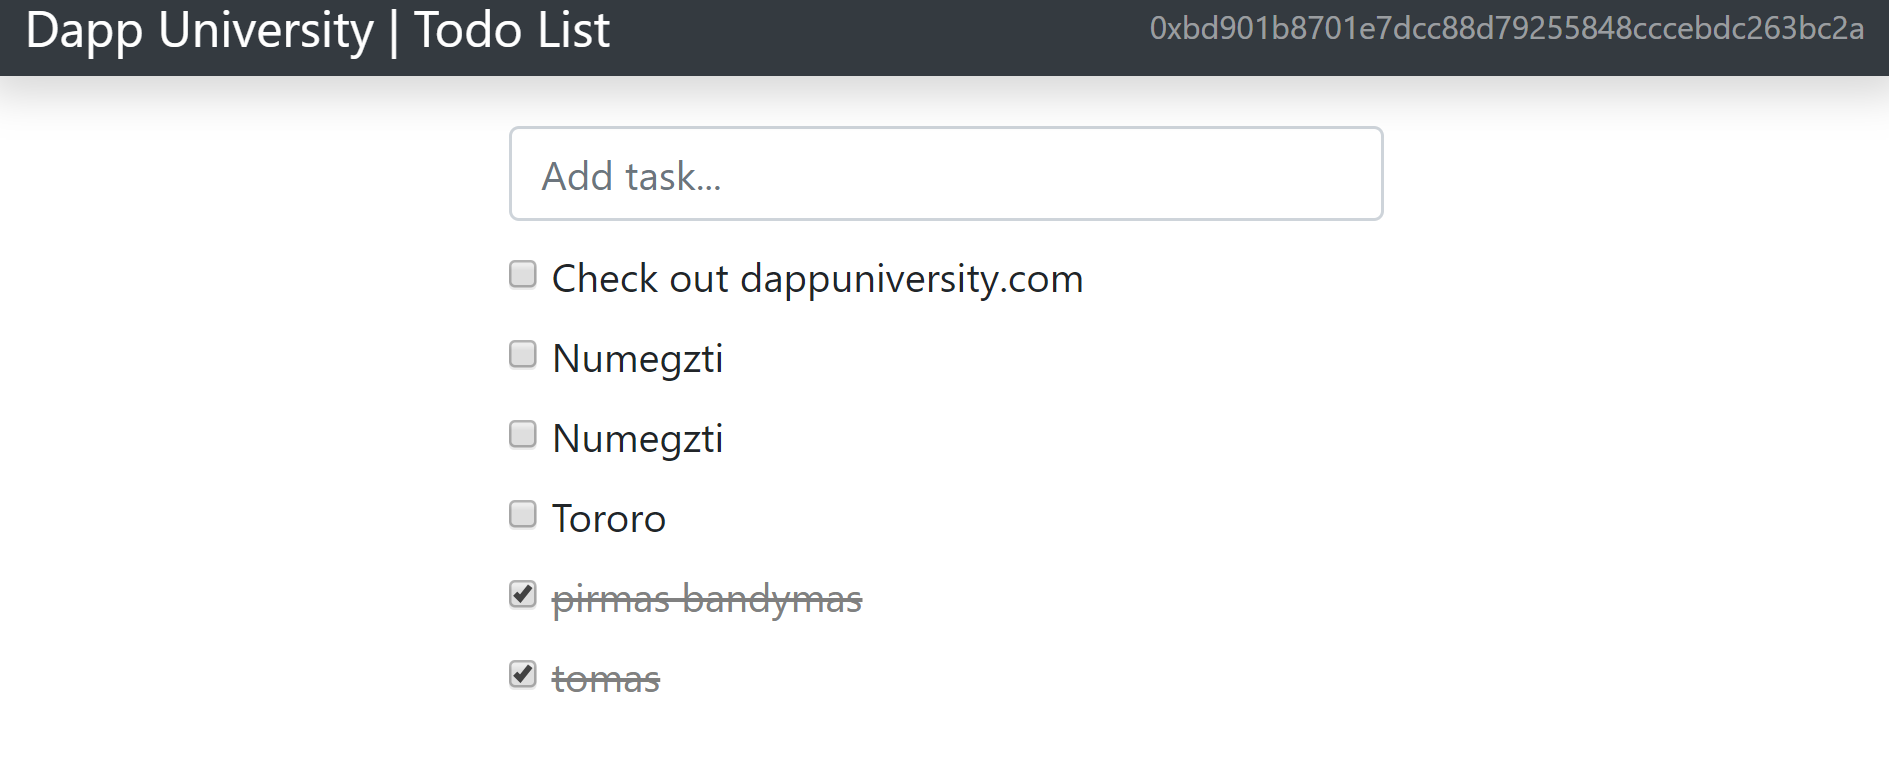 Dapp University | Todo List
0xbd901b8701e7dcc88d79255848cccebdc263bc2a
Add task...
Check out dappuniversity.com
Numegzti
Numegzti
Tororo
pirmas bandymas
tomas